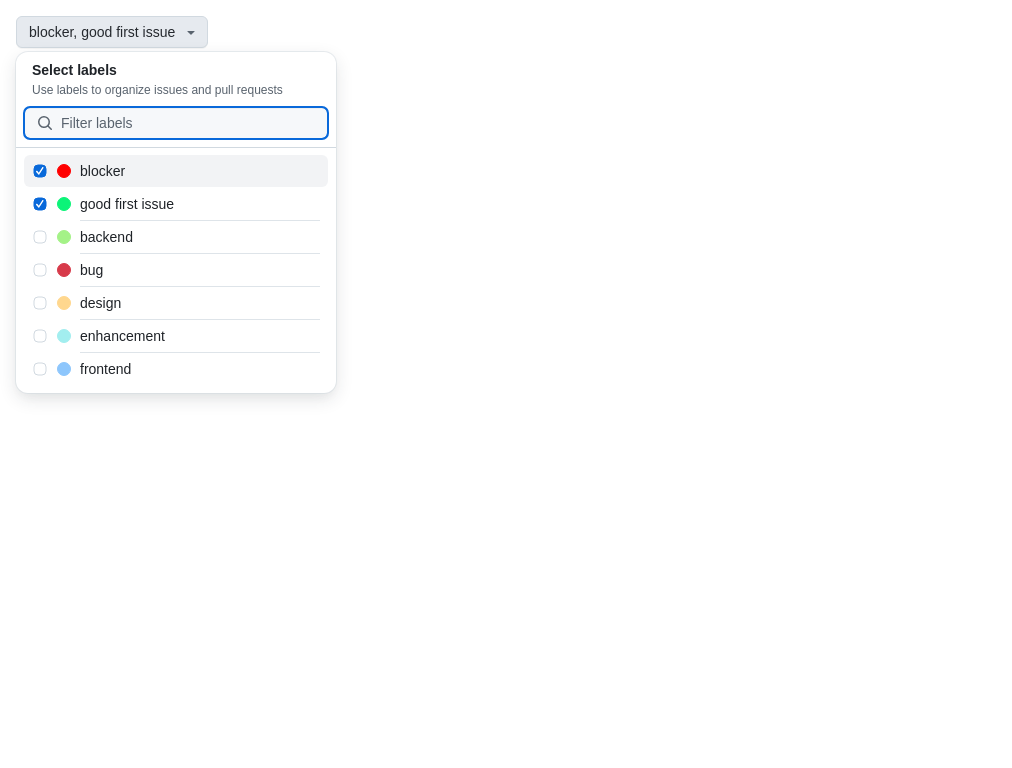 blocker, good first issue
Select labels
Use labels to organize issues and pull requests
Filter labels
blocker
good first issue
backend
bug
design
enhancement
frontend